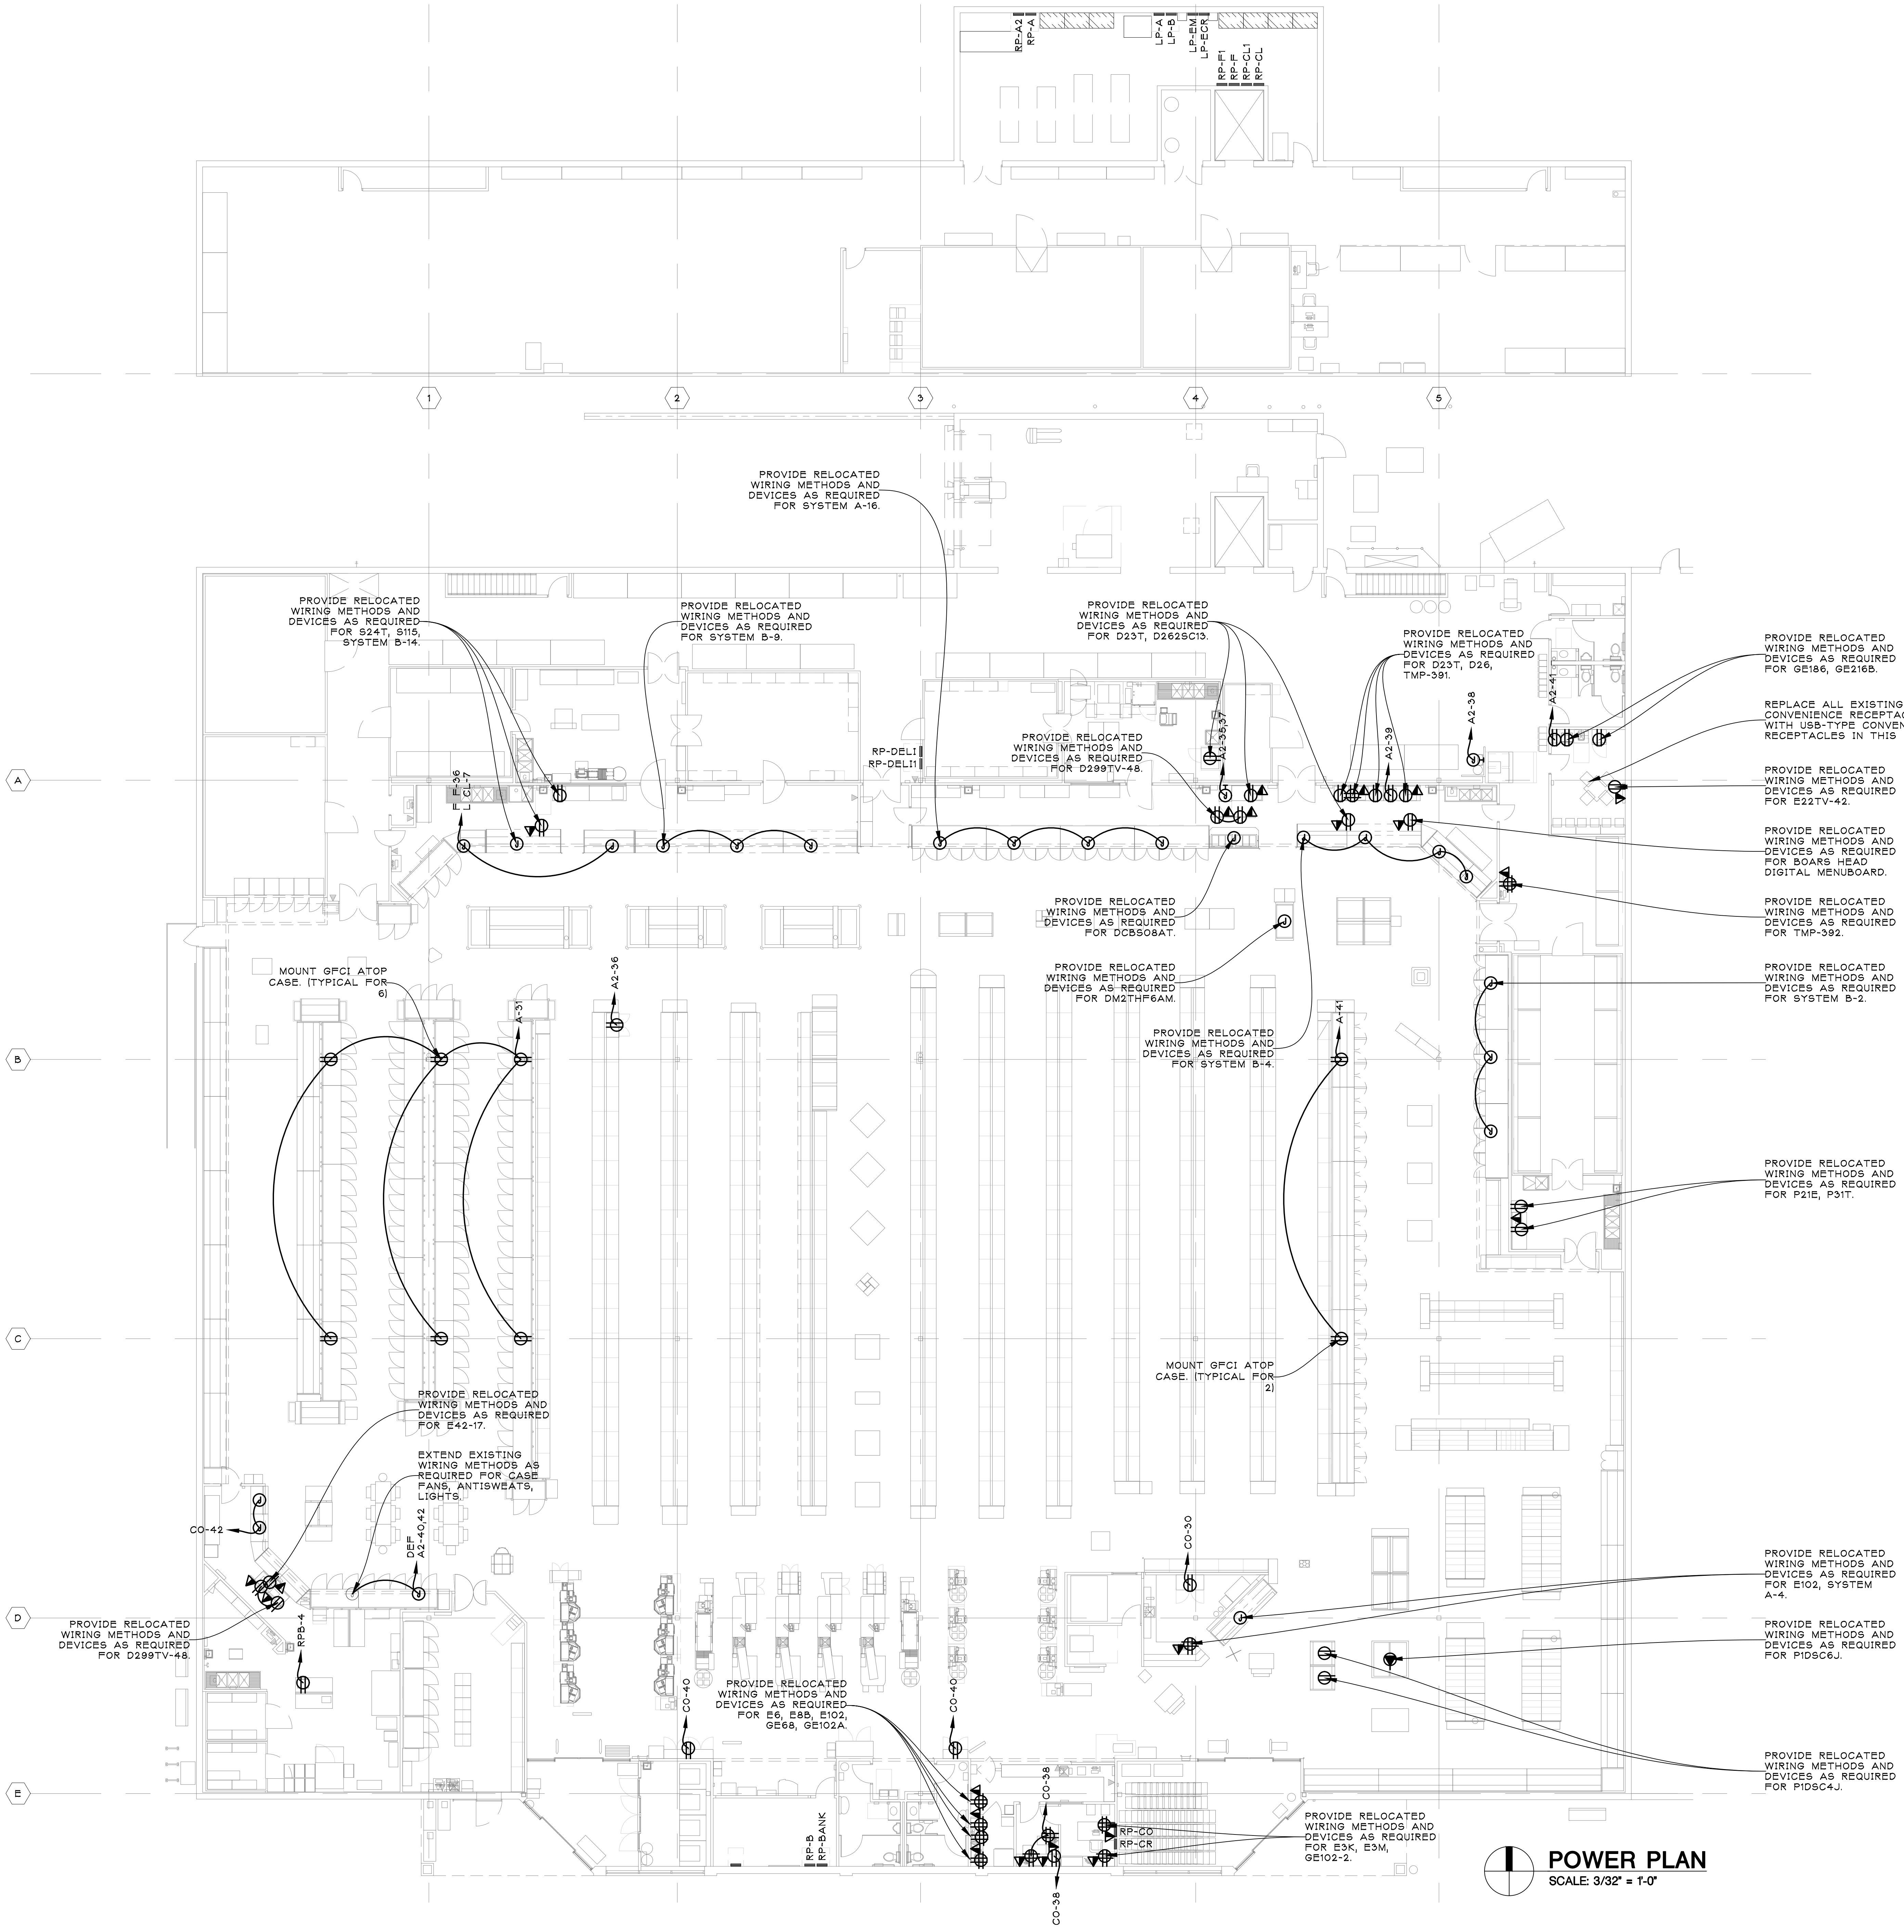 RP-A2
RP-A
LP-A
LP-B
LP-EM
LP-ECR
RP-F1
RP-F
RP-CL1
RP-CL
1
2
3
4
5
PROVIDE RELOCATED
WIRING METHODS AND
DEVICES AS REQUIRED
FOR SYSTEM A-16.
PROVIDE RELOCATED
WIRING METHODS AND
DEVICES AS REQUIRED
FOR S24T, S115,
SYSTEM B-14.
PROVIDE RELOCATED
WIRING METHODS AND
DEVICES AS REQUIRED
FOR SYSTEM B-9.
PROVIDE RELOCATED
WIRING METHODS AND
DEVICES AS REQUIRED
FOR D23T, D262SC13.
PROVIDE RELOCATED
WIRING METHODS AND
DEVICES AS REQUIRED
FOR D23T, D26,
TMP-391.
PROVIDE RELOCATED
WIRING METHODS AND
DEVICES AS REQUIRED
FOR GE186, GE216B.
A2-41
A2-38
REPLACE ALL EXISTING
CONVENIENCE RECEPTAC
WITH USB-TYPE CONVEN
RECEPTACLES IN THIS
RP-DELI
RP-DELI1
PROVIDE RELOCATED
WIRING METHODS AND
DEVICES AS REQUIRED
FOR D299TV-48.
A2-35,37
A2-39
A
F F-36
L CL-7
PROVIDE RELOCATED
WIRING METHODS AND
DEVICES AS REQUIRED
FOR E22TV-42.
PROVIDE RELOCATED
WIRING METHODS AND
DEVICES AS REQUIRED
FOR BOARS HEAD
DIGITAL MENUBOARD.
PROVIDE RELOCATED
WIRING METHODS AND
DEVICES AS REQUIRED
FOR DCBSO8AT.
PROVIDE RELOCATED
WIRING METHODS AND
DEVICES AS REQUIRED
FOR TMP-392.
MOUNT GFCI ATOP
CASE. (TYPICAL FOR
6)
A-31
A2-36
PROVIDE RELOCATED
WIRING METHODS AND
DEVICES AS REQUIRED
FOR DM2THF6AM.
PROVIDE RELOCATED
WIRING METHODS AND
DEVICES AS REQUIRED
FOR SYSTEM B-2.
PROVIDE RELOCATED
WIRING METHODS AND
DEVICES AS REQUIRED
FOR SYSTEM B-4.
A-41
B
PROVIDE RELOCATED
WIRING METHODS AND
DEVICES AS REQUIRED
FOR P21E, P31T.
C
MOUNT GFCI ATOP
CASE. (TYPICAL FOR
2)
PROVIDE RELOCATED
WIRING METHODS AND
DEVICES AS REQUIRED
FOR E42-17.
EXTEND EXISTING
WIRING METHODS AS
REQUIRED FOR CASE
FANS, ANTISWEATS,
LIGHTS.
CO-42
DEF
A2-40,42
CO-30
PROVIDE RELOCATED
WIRING METHODS AND
DEVICES AS REQUIRED
FOR E102, SYSTEM
A-4.
D
PROVIDE RELOCATED
WIRING METHODS AND
DEVICES AS REQUIRED
FOR D299TV-48.
RPB-4
PROVIDE RELOCATED
WIRING METHODS AND
DEVICES AS REQUIRED
FOR P1DSC6J.
PROVIDE RELOCATED
WIRING METHODS AND
DEVICES AS REQUIRED
FOR E6, E8B, E102,
GE68, GE102A.
CO-40
CO-40
PROVIDE RELOCATED
WIRING METHODS AND
DEVICES AS REQUIRED
FOR P1DSC4J.
E
CO-38
RP-B
RP-BANK
RP-CO
RP-CR
PROVIDE RELOCATED
WIRING METHODS AND
DEVICES AS REQUIRED
FOR E3K, E3M,
GE102-2.
CO-38
POWER PLAN
SCALE: 3/32" = 1'-0"